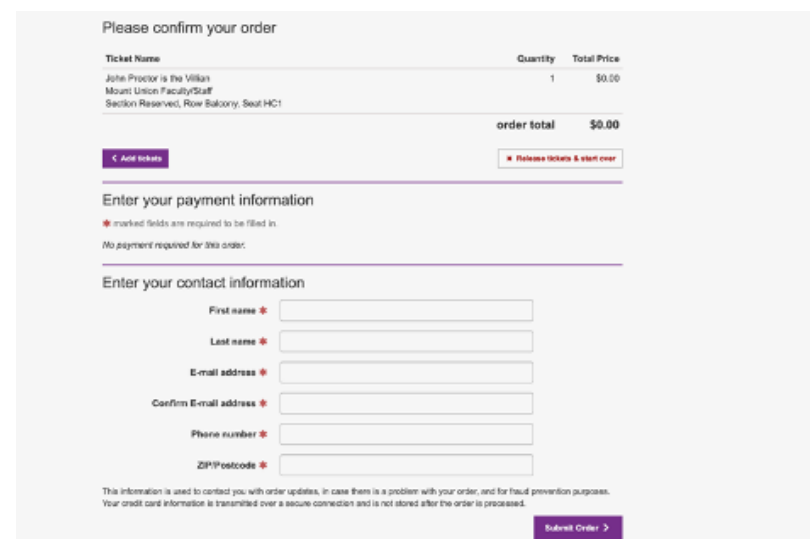 Please confirm your order
Ticket Name Quantity Total Price
John Proctor is the Villian 1 $0.00
Mount Union Faculty/Staff
Section Reserved, Row Balcony, Seat HC1
order total $0.00
Add tickets
Release tickets & start over
Enter your payment information
* marked fields are required to be filled in.
No payment required for this order.
Enter your contact information
First name *
Last name *
E-mail address *
Confirm E-mail address *
Phone number *
ZIP/Postcode *
This information is used to contact you with order updates, in case there is a problem with your order, and for fraud prevention purposes.
Your credit card information is transmitted over a secure connection and is not stored after the order is processed.
Submit Order